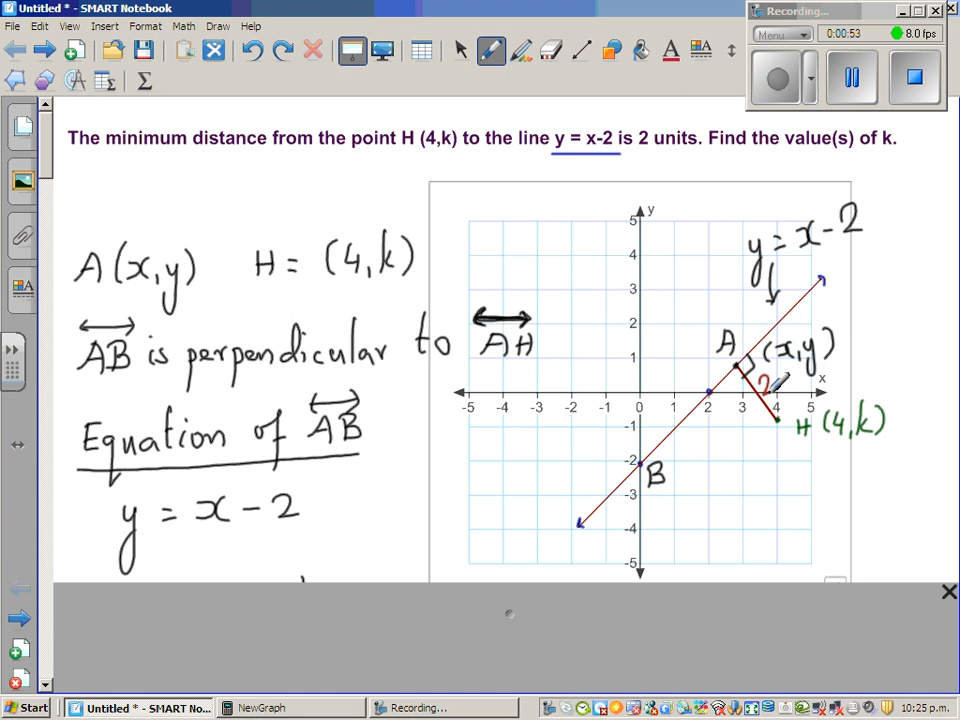 Untitled * - SMART Notebook
Recording...
File Edit View Insert Format Math Draw Help
Menu 0:00:53 8.0 fps
The minimum distance from the point H (4,k) to the line y = x-2 is 2 units. Find the value(s) of k.
A(x,y) H = (4,k)
AB is perpendicular to AH
Equation of AB
y = x - 2
y
5
y = x - 2
4
3
2
A (x,y)
1
2
x
-5 -4 -3 -2 -1 0 1 2 3 4 5
-1
H (4,k)
-2
B
-3
-4
-5
Start Untitled * - SMART No... NewGraph Recording... 10:25 p.m.